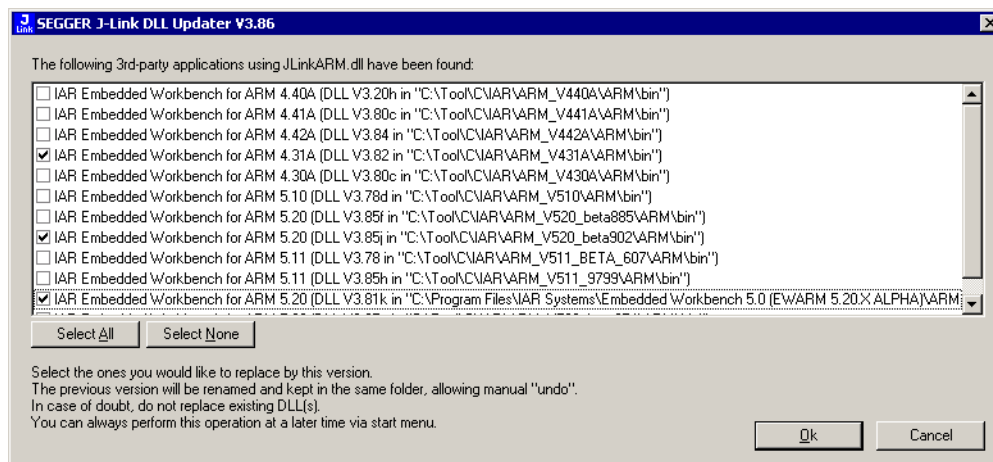 J Link SEGGER J-Link DLL Updater V3.86
The following 3rd-party applications using JLinkARM.dll have been found:
IAR Embedded Workbench for ARM 4.40A (DLL V3.20h in "C:\Tool\C\IAR\ARM_V440A\ARM\bin")
IAR Embedded Workbench for ARM 4.41A (DLL V3.80c in "C:\Tool\C\IAR\ARM_V441A\ARM\bin")
IAR Embedded Workbench for ARM 4.42A (DLL V3.84 in "C:\Tool\C\IAR\ARM_V442A\ARM\bin")
IAR Embedded Workbench for ARM 4.31A (DLL V3.82 in "C:\Tool\C\IAR\ARM_V431A\ARM\bin")
IAR Embedded Workbench for ARM 4.30A (DLL V3.80c in "C:\Tool\C\IAR\ARM_V430A\ARM\bin")
IAR Embedded Workbench for ARM 5.10 (DLL V3.78d in "C:\Tool\C\IAR\ARM_V510\ARM\bin")
IAR Embedded Workbench for ARM 5.20 (DLL V3.85f in "C:\Tool\C\IAR\ARM_V520_beta885\ARM\bin")
IAR Embedded Workbench for ARM 5.20 (DLL V3.85j in "C:\Tool\C\IAR\ARM_V520_beta902\ARM\bin")
IAR Embedded Workbench for ARM 5.11 (DLL V3.78 in "C:\Tool\C\IAR\ARM_V511_BETA_607\ARM\bin")
IAR Embedded Workbench for ARM 5.11 (DLL V3.85h in "C:\Tool\C\IAR\ARM_V511_9799\ARM\bin")
IAR Embedded Workbench for ARM 5.20 (DLL V3.81k in "C:\Program Files\IAR Systems\Embedded Workbench 5.0 (EWARM 5.20.X ALPHA)\ARM
Select All Select None
Select the ones you would like to replace by this version.
The previous version will be renamed and kept in the same folder, allowing manual "undo".
In case of doubt, do not replace existing DLL(s).
You can always perform this operation at a later time via start menu.
Ok Cancel